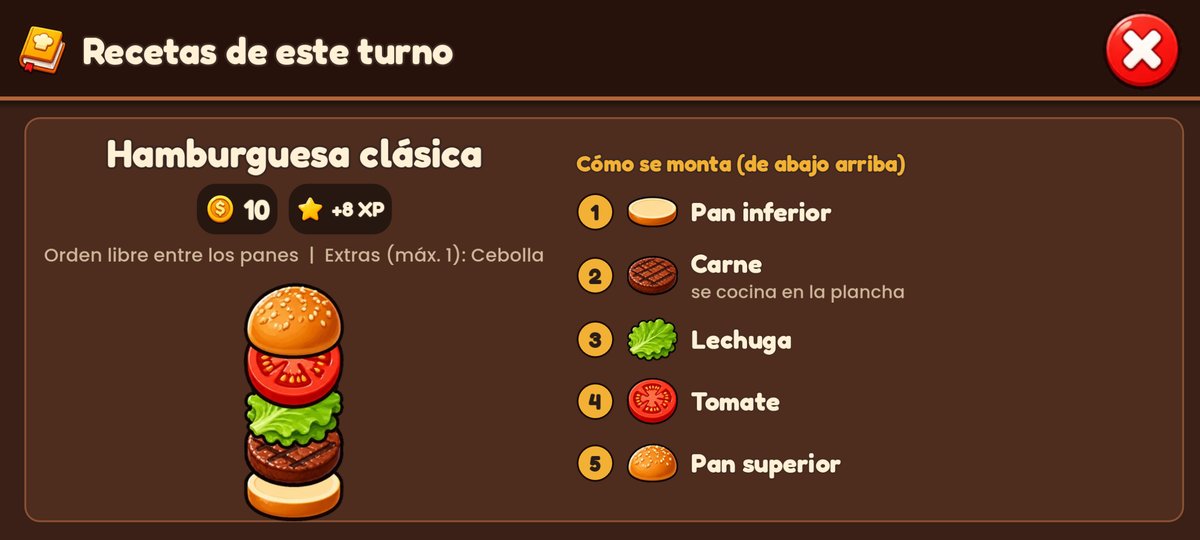 Recetas de este turno
Hamburguesa clásica
10
+8 XP
Orden libre entre los panes | Extras (máx. 1): Cebolla
Cómo se monta (de abajo arriba)
1 Pan inferior
2 Carne
se cocina en la plancha
3 Lechuga
4 Tomate
5 Pan superior